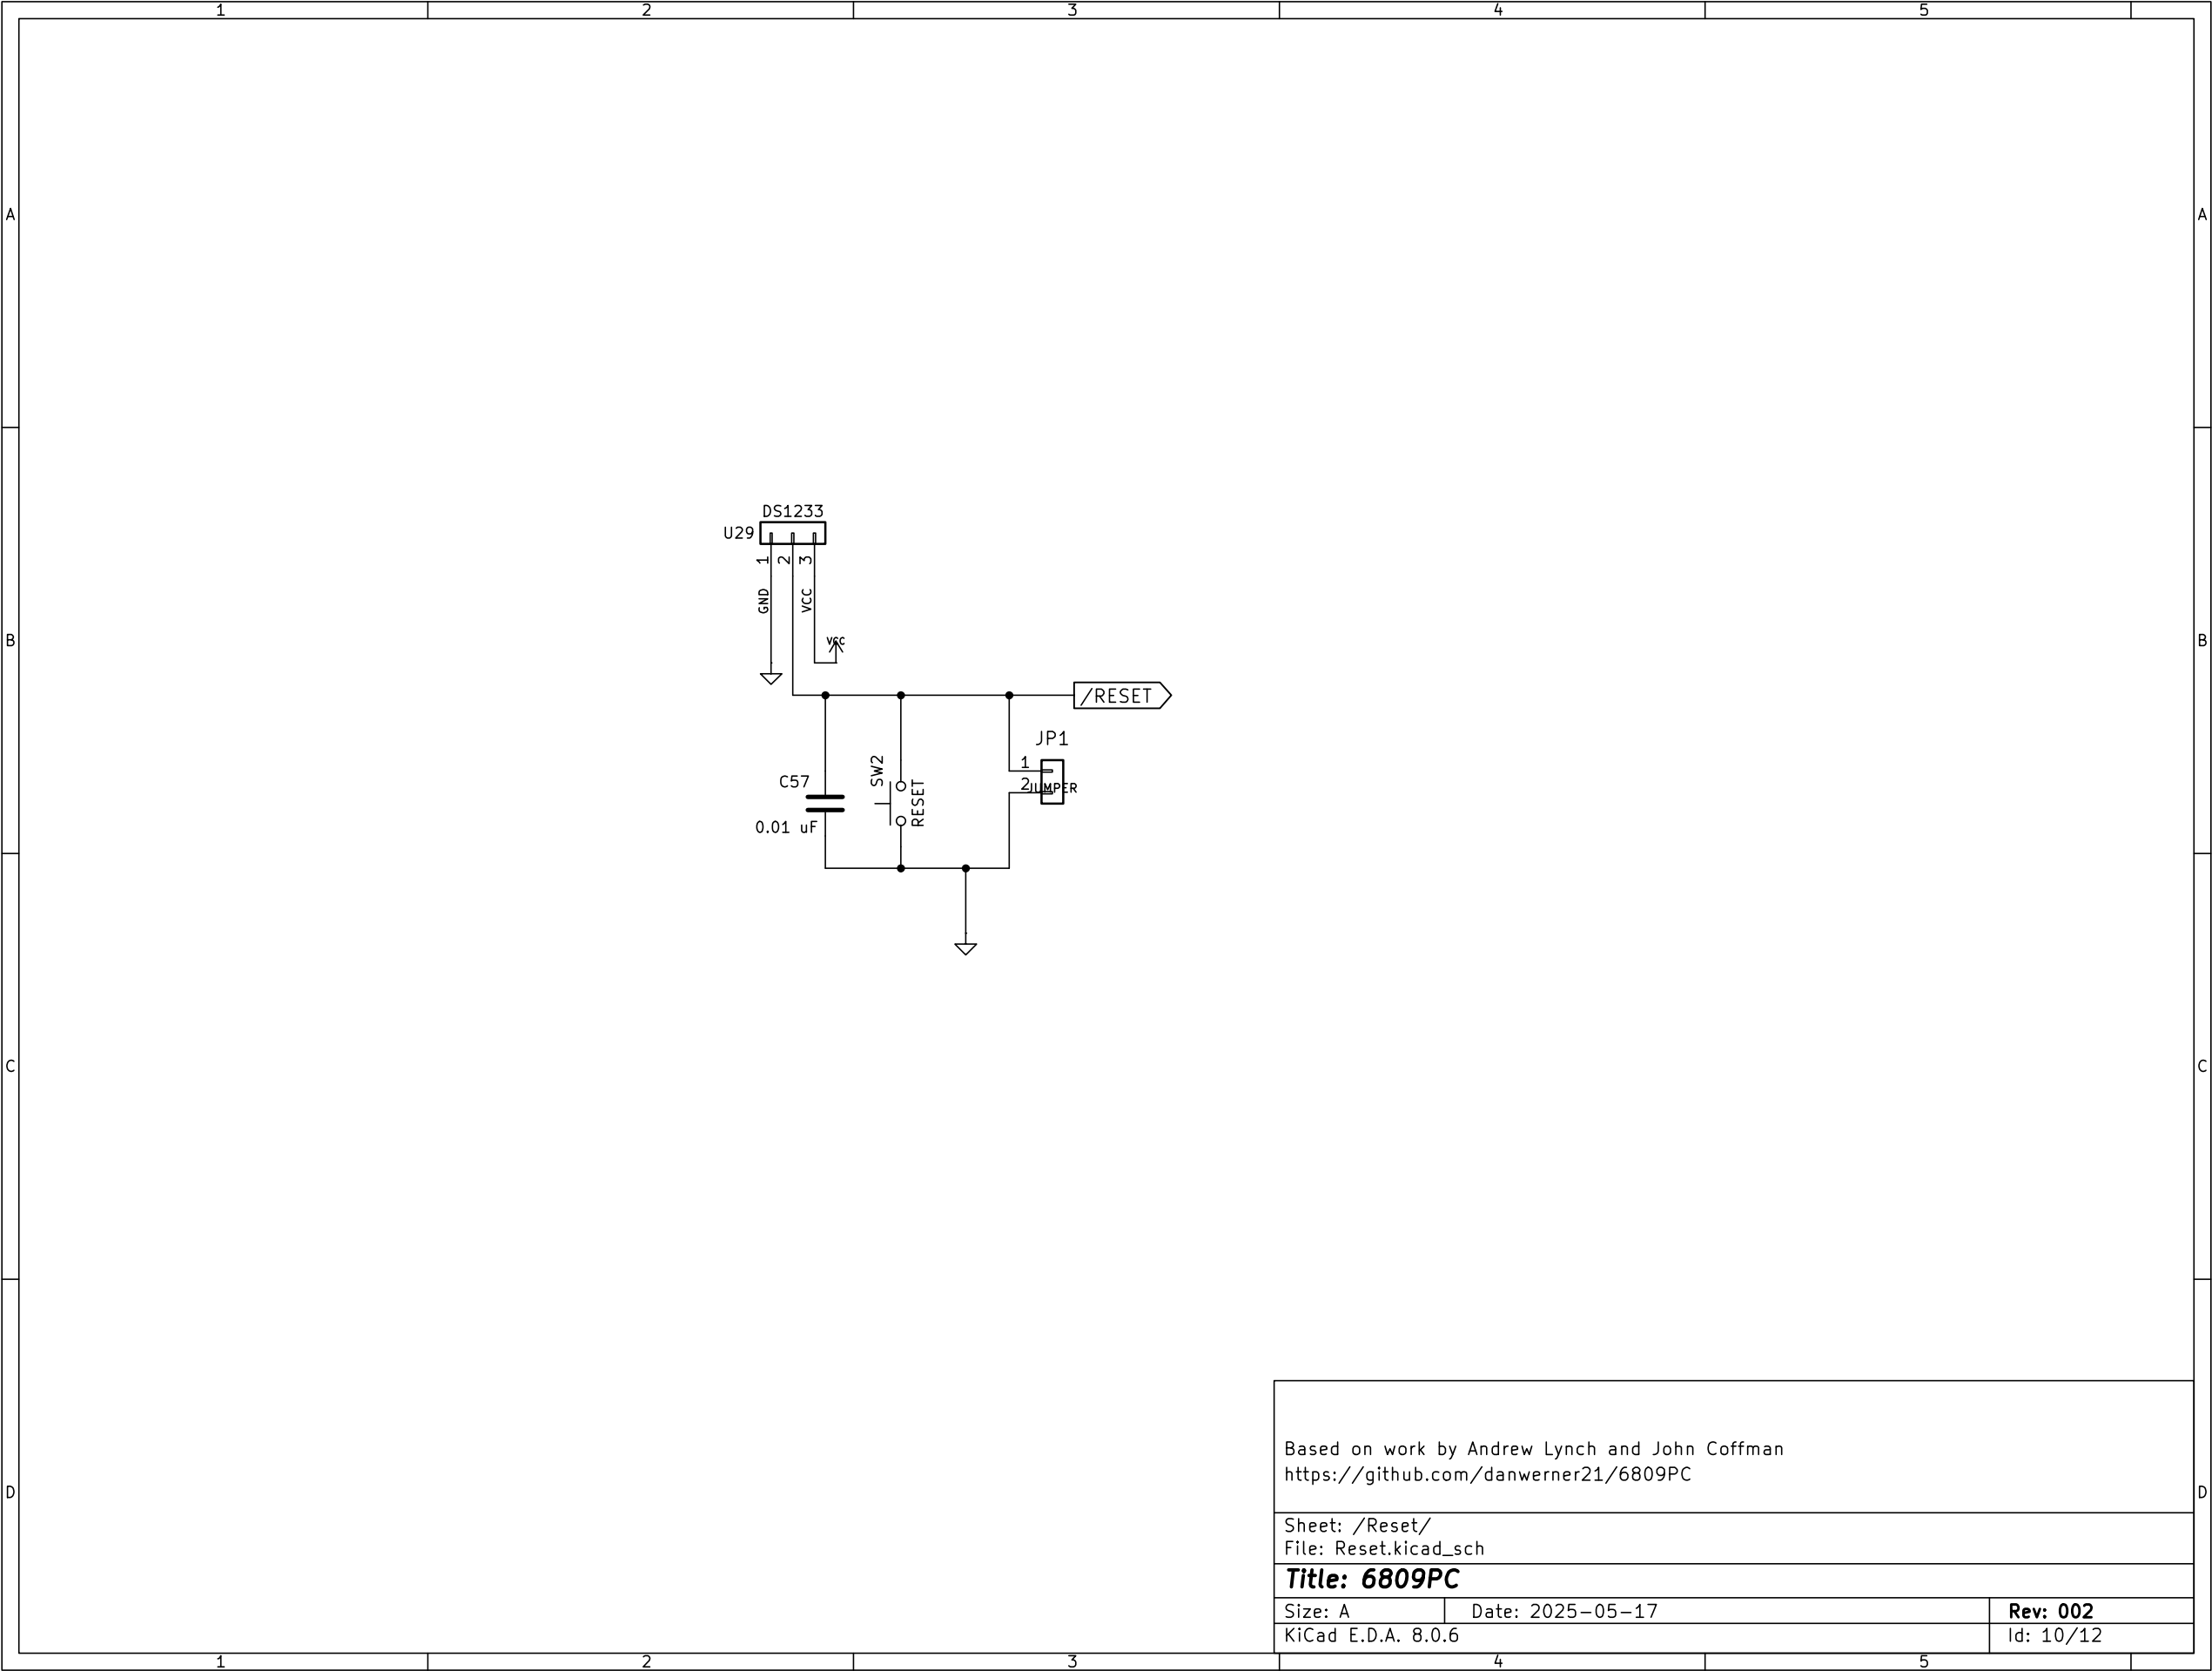 1 2 3 4 5
A A
DS1233
U29
1 2 3
GND VCC
B B
VCC
/RESET
JP1
1
SW2
C57
2
JUMPER
RESET
0.01 uF
C C
Based on work by Andrew Lynch and John Coffman
https://github.com/danwerner21/6809PC
D D
Sheet: /Reset/
File: Reset.kicad_sch
Title: 6809PC
Size: A Date: 2025-05-17 Rev: 002
KiCad E.D.A. 8.0.6 Id: 10/12
1 2 3 4 5